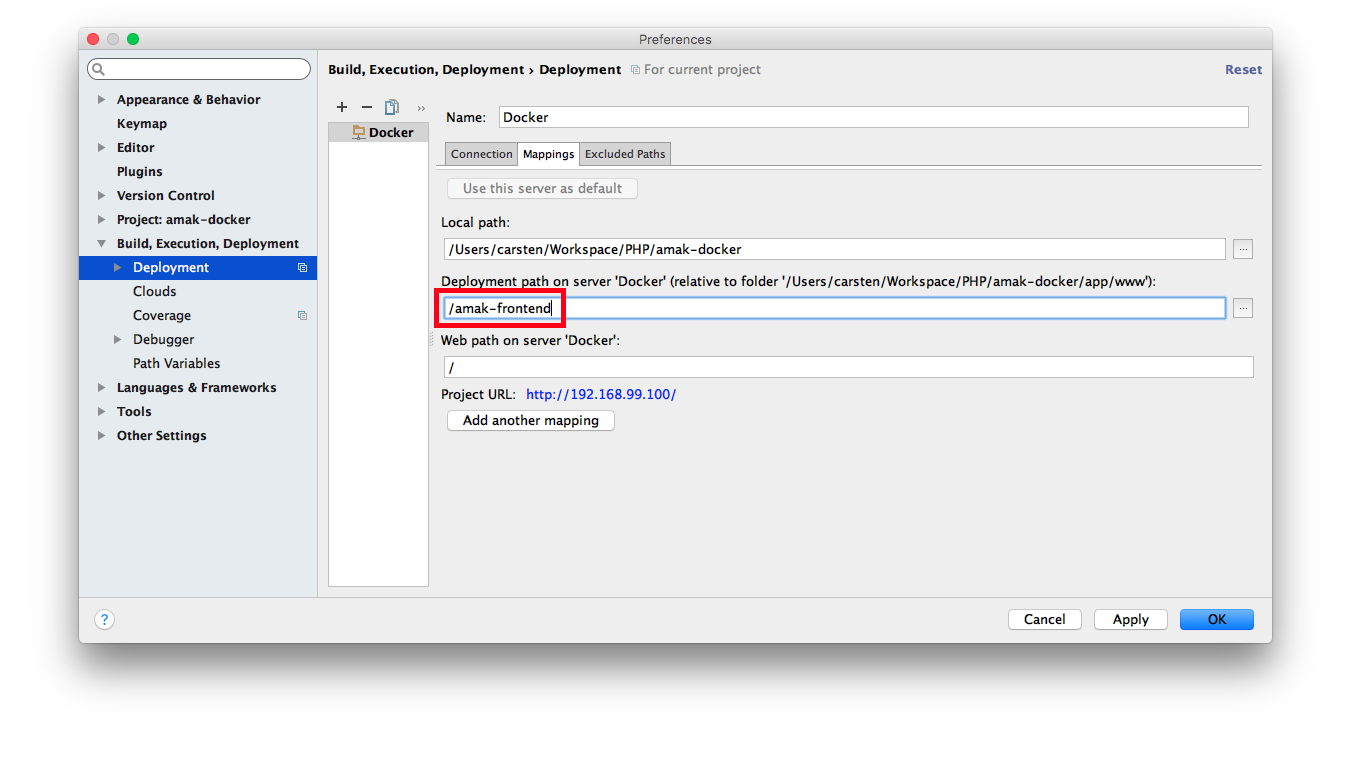 Preferences
Appearance & Behavior
Keymap
Editor
Plugins
Version Control
Project: amak-docker
Build, Execution, Deployment
Deployment
Clouds
Coverage
Debugger
Path Variables
Languages & Frameworks
Tools
Other Settings
Build, Execution, Deployment › Deployment For current project Reset
+ − ››
Docker
Name: Docker
Connection Mappings Excluded Paths
Use this server as default
Local path:
/Users/carsten/Workspace/PHP/amak-docker ...
Deployment path on server 'Docker' (relative to folder '/Users/carsten/Workspace/PHP/amak-docker/app/www'):
/amak-frontend ...
Web path on server 'Docker':
/
Project URL: http://192.168.99.100/
Add another mapping
? Cancel Apply OK